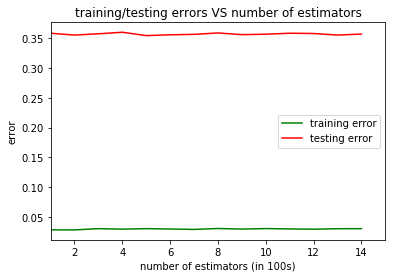 training/testing errors VS number of estimators
0.35
0.30
0.25
0.20
0.15
0.10
0.05
error
training error
testing error
2 4 6 8 10 12 14
number of estimators (in 100s)